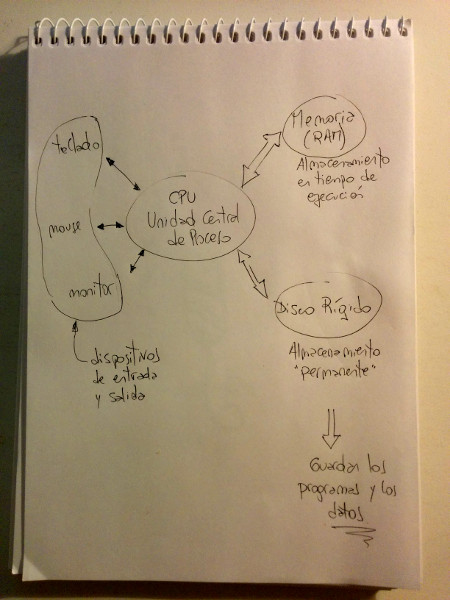 teclado
mouse
monitor
dispositivos
de entrada
y salida
CPU
Unidad Central
de Proceso
Memoria
(RAM)
Almacenamiento
en tiempo de
ejecución
Disco Rígido
Almacenamiento
"permanente"
Guardan los
programas y los
datos